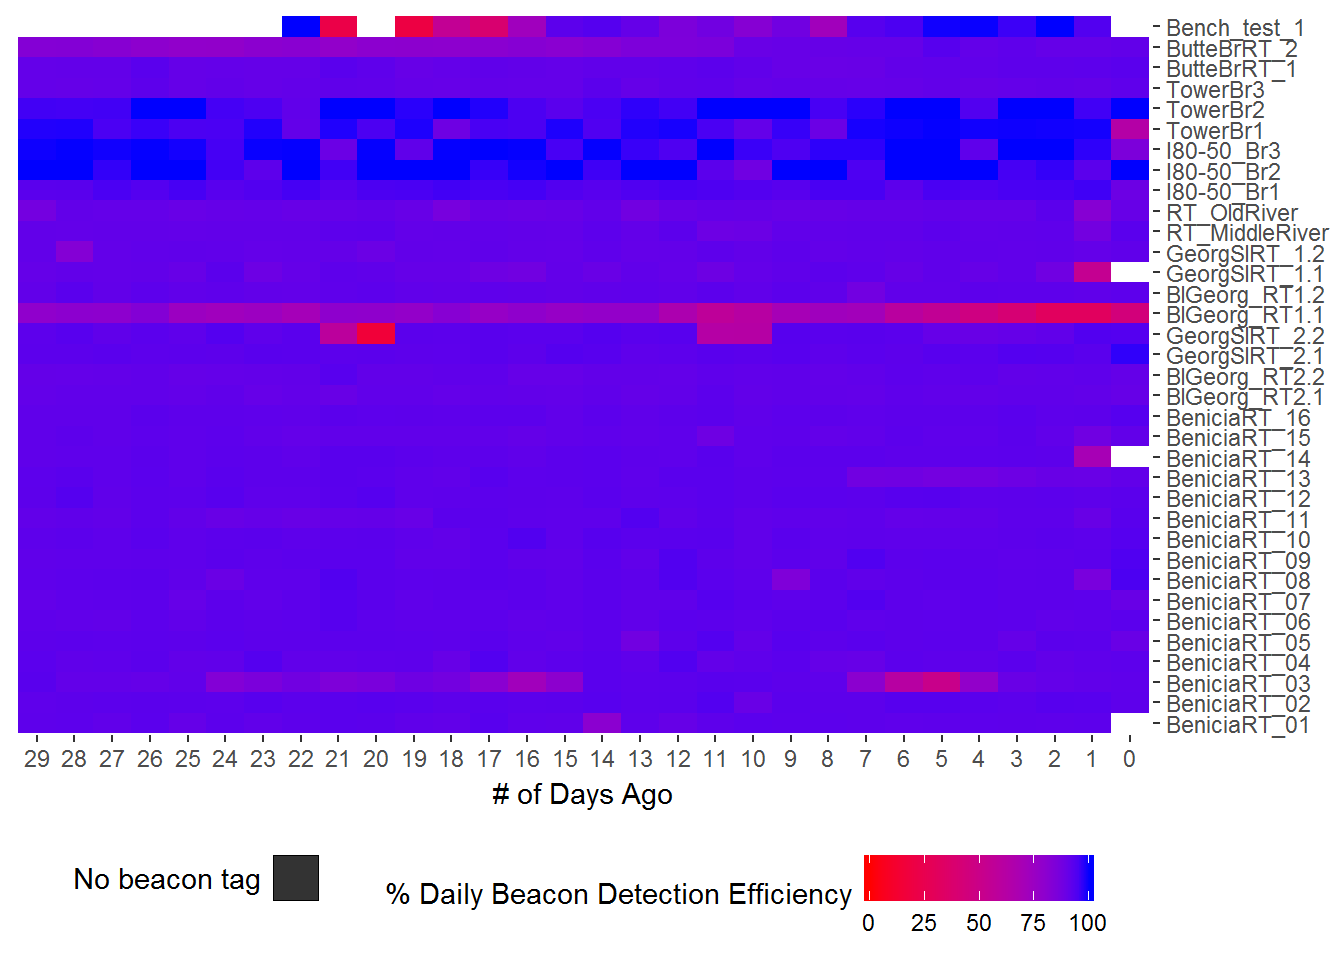 Bench_test_1
ButteBrRT_2
ButteBrRT_1
TowerBr3
TowerBr2
TowerBr1
I80-50_Br3
I80-50_Br2
I80-50_Br1
RT_OldRiver
RT_MiddleRiver
GeorgSlRT_1.2
GeorgSlRT_1.1
BlGeorg_RT1.2
BlGeorg_RT1.1
GeorgSlRT_2.2
GeorgSlRT_2.1
BlGeorg_RT2.2
BlGeorg_RT2.1
BeniciaRT_16
BeniciaRT_15
BeniciaRT_14
BeniciaRT_13
BeniciaRT_12
BeniciaRT_11
BeniciaRT_10
BeniciaRT_09
BeniciaRT_08
BeniciaRT_07
BeniciaRT_06
BeniciaRT_05
BeniciaRT_04
BeniciaRT_03
BeniciaRT_02
BeniciaRT_01
29 28 27 26 25 24 23 22 21 20 19 18 17 16 15 14 13 12 11 10 9 8 7 6 5 4 3 2 1 0
# of Days Ago
No beacon tag
% Daily Beacon Detection Efficiency
0 25 50 75 100